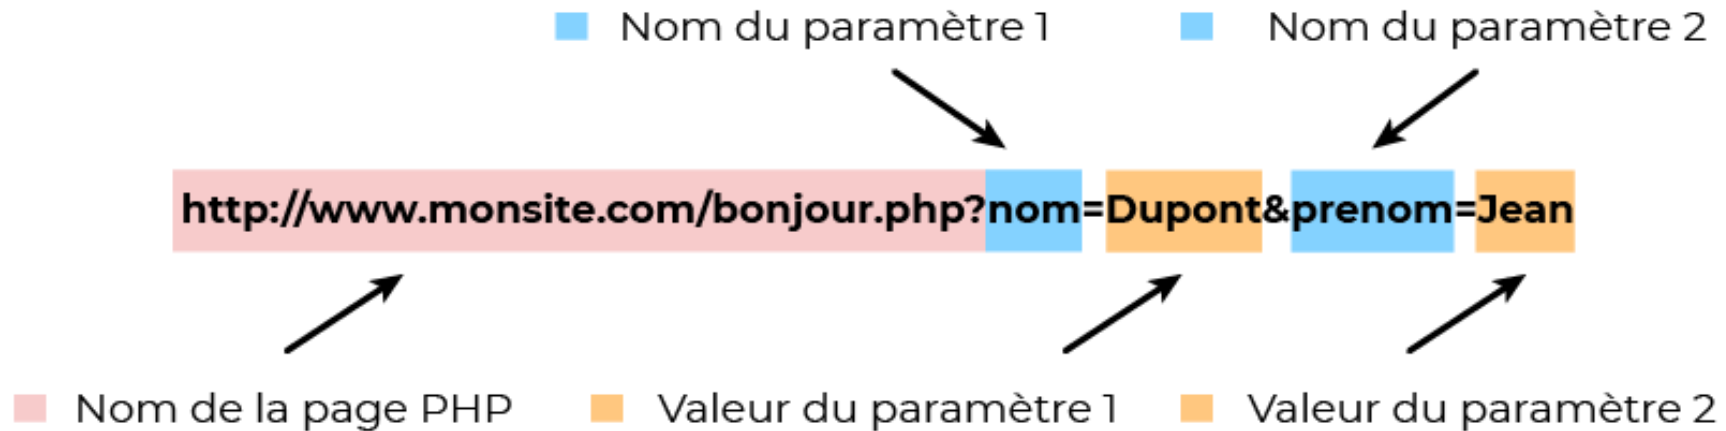 Nom du paramètre 1 Nom du paramètre 2
http://www.monsite.com/bonjour.php?nom=Dupont&prenom=Jean
Nom de la page PHP Valeur du paramètre 1 Valeur du paramètre 2